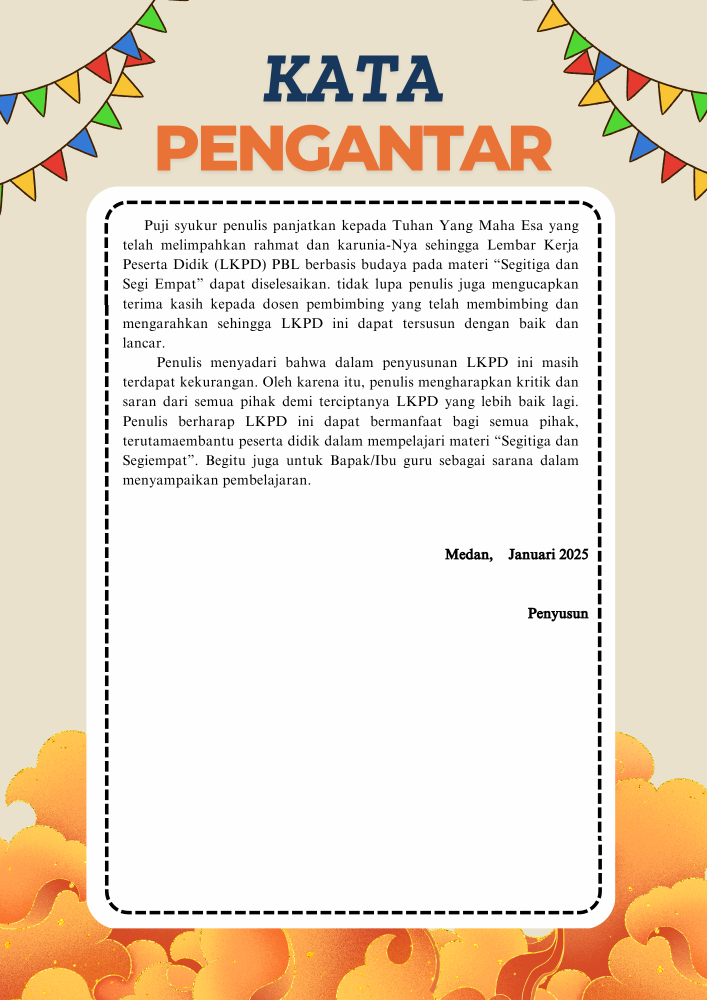 KATA
PENGANTAR
Puji syukur penulis panjatkan kepada Tuhan Yang Maha Esa yang
telah melimpahkan rahmat dan karunia-Nya sehingga Lembar Kerja
Peserta Didik (LKPD) PBL berbasis budaya pada materi “Segitiga dan
Segi Empat” dapat diselesaikan. tidak lupa penulis juga mengucapkan
terima kasih kepada dosen pembimbing yang telah membimbing dan
mengarahkan sehingga LKPD ini dapat tersusun dengan baik dan
lancar.
Penulis menyadari bahwa dalam penyusunan LKPD ini masih
terdapat kekurangan. Oleh karena itu, penulis mengharapkan kritik dan
saran dari semua pihak demi terciptanya LKPD yang lebih baik lagi.
Penulis berharap LKPD ini dapat bermanfaat bagi semua pihak,
terutamaembantu peserta didik dalam mempelajari materi “Segitiga dan
Segiempat”. Begitu juga untuk Bapak/Ibu guru sebagai sarana dalam
menyampaikan pembelajaran.
Medan, Januari 2025
Penyusun